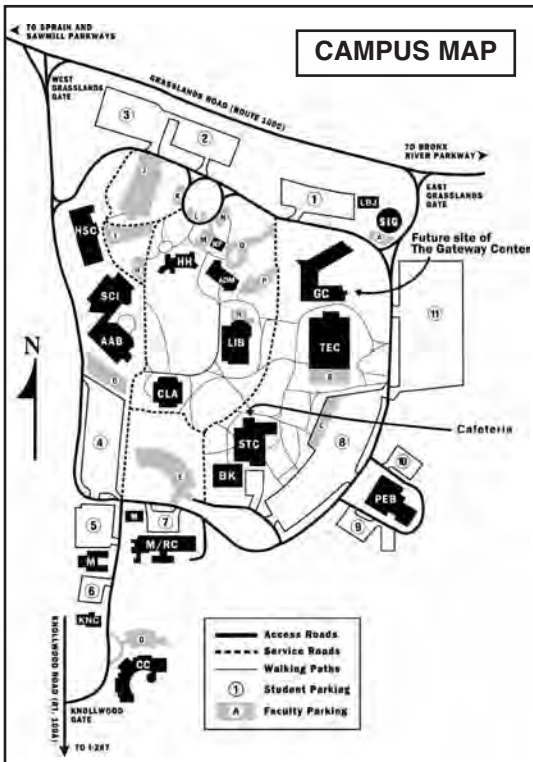 TO SPRAIN AND
SAWMILL PARKWAYS
CAMPUS MAP
WEST
GRASSLANDS
GATE
GRASSLANDS ROAD (ROUTE 100C)
3
2
TO BRONX
RIVER PARKWAY
EAST
GRASSLANDS
GATE
1
LBJ
SIG
Future site of
The Gateway Center
HSC
HH
ADM
GC
SCI
11
AAB
LIB
TEC
N
CLA
Cafeteria
4
STC
8
BK
10
PEB
9
5
M
7
M/RC
M
6
KNC
CC
KNOLLWOOD ROAD (RT. 100A)
KNOLLWOOD
GATE
TO I-287
Access Roads
Service Roads
Walking Paths
1 Student Parking
A Faculty Parking